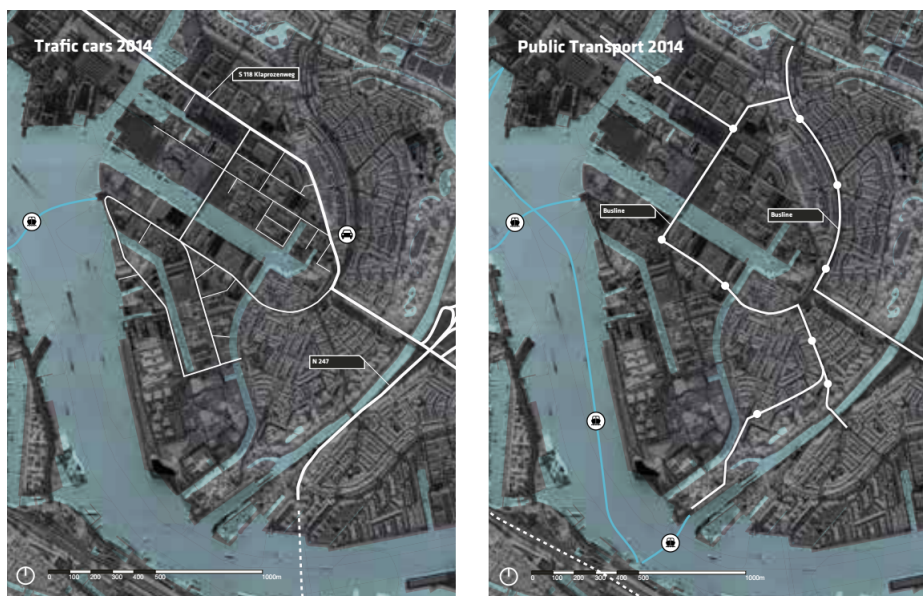 Trafic cars 2014
S 118 Klaprozenweg
N 247
0 100 200 300 400 500 1000m
Public Transport 2014
Busline
Busline
0 100 200 300 400 500 1000m